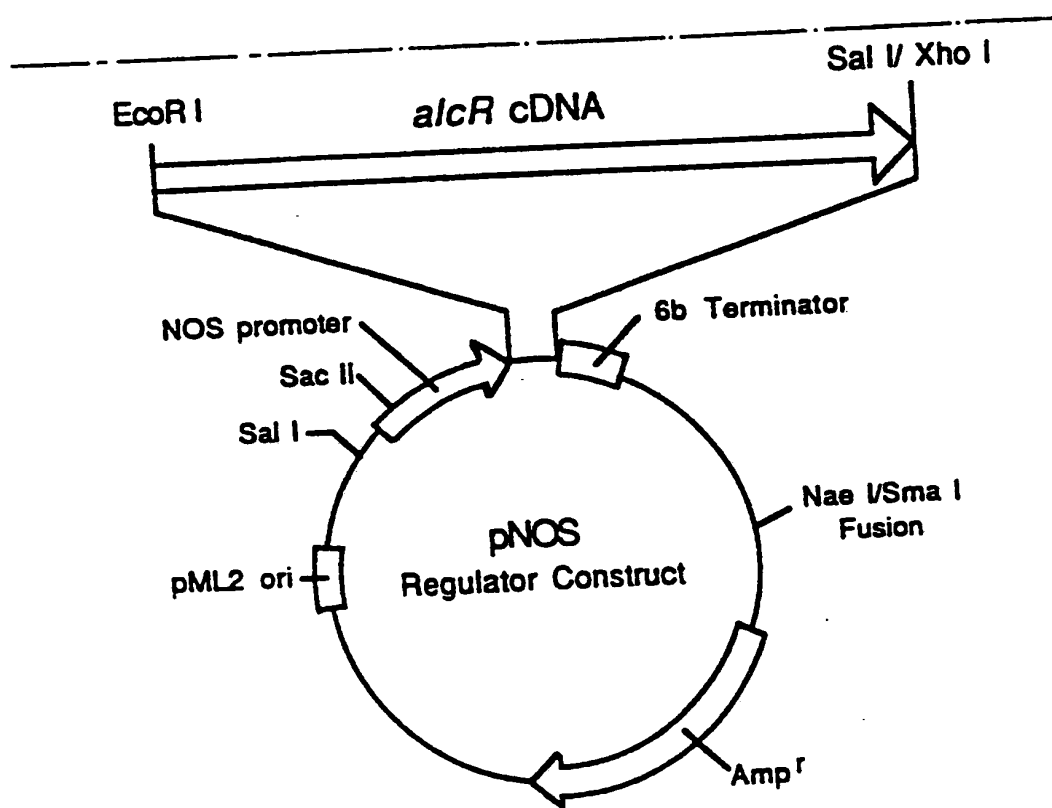 Sal I/ Xho I
EcoR I
alcR cDNA
6b Terminator
NOS promoter
Sac II
Sal I
Nae I/Sma I
Fusion
pNOS
Regulator Construct
pML2 ori
Amp r